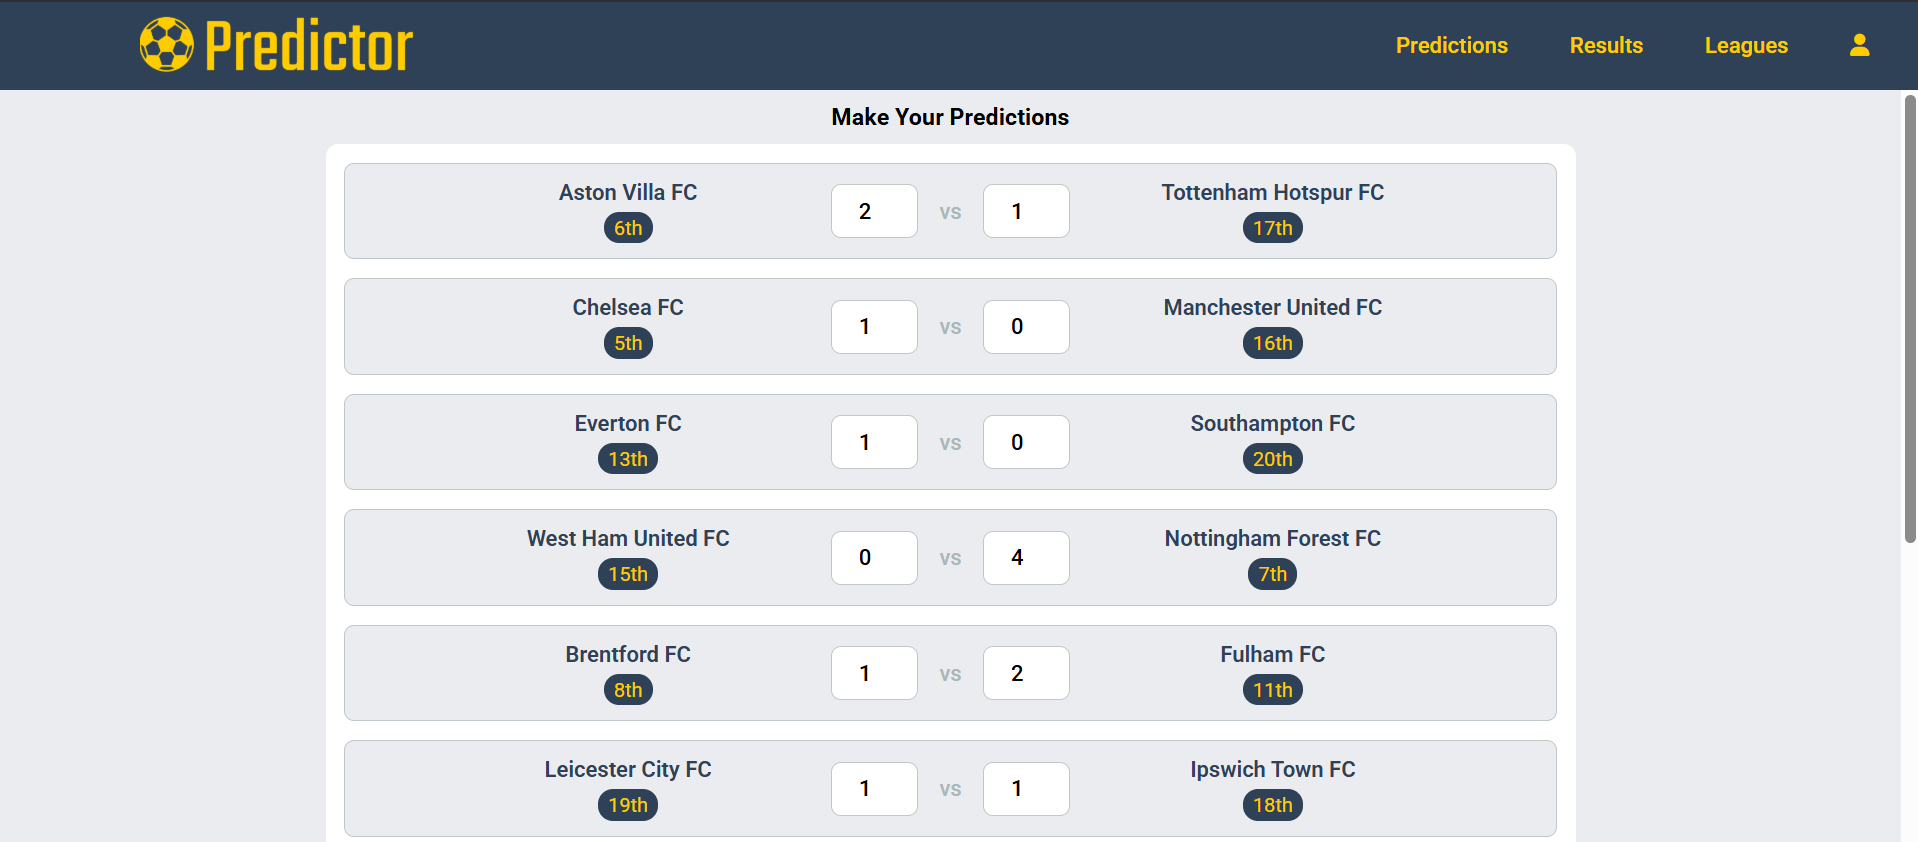 Predictor
Predictions Results Leagues
Make Your Predictions
Aston Villa FC 2 vs 1 Tottenham Hotspur FC
6th 17th
Chelsea FC 1 vs 0 Manchester United FC
5th 16th
Everton FC 1 vs 0 Southampton FC
13th 20th
West Ham United FC 0 vs 4 Nottingham Forest FC
15th 7th
Brentford FC 1 vs 2 Fulham FC
8th 11th
Leicester City FC 1 vs 1 Ipswich Town FC
19th 18th